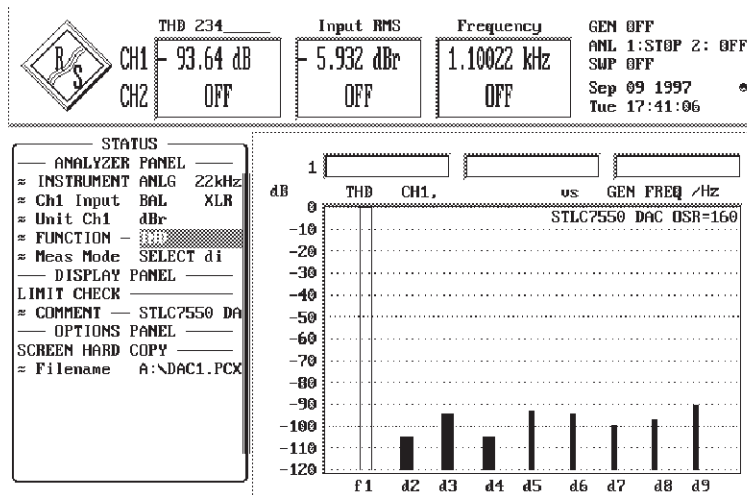 THD 234 Input RMS Frequency
R S
CH1 - 93.64 dB - 5.932 dBr 1.10022 kHz
CH2 OFF OFF OFF
GEN OFF
ANL 1:STOP 2: OFF
SWP OFF
Sep 09 1997
Tue 17:41:06
STATUS
ANALYZER PANEL
≈ INSTRUMENT ANLG 22kHz
≈ Ch1 Input BAL XLR
≈ Unit Ch1 dBr
≈ FUNCTION -
≈ Meas Mode SELECT di
DISPLAY PANEL
LIMIT CHECK
≈ COMMENT — STLC7550 DA
OPTIONS PANEL
SCREEN HARD COPY
≈ Filename A:\DAC1.PCX
1
dB THD CH1, vs GEN FREQ /Hz
STLC7550 DAC OSR=160
0
-10
-20
-30
-40
-50
-60
-70
-80
-90
-100
-110
-120
f1 d2 d3 d4 d5 d6 d7 d8 d9